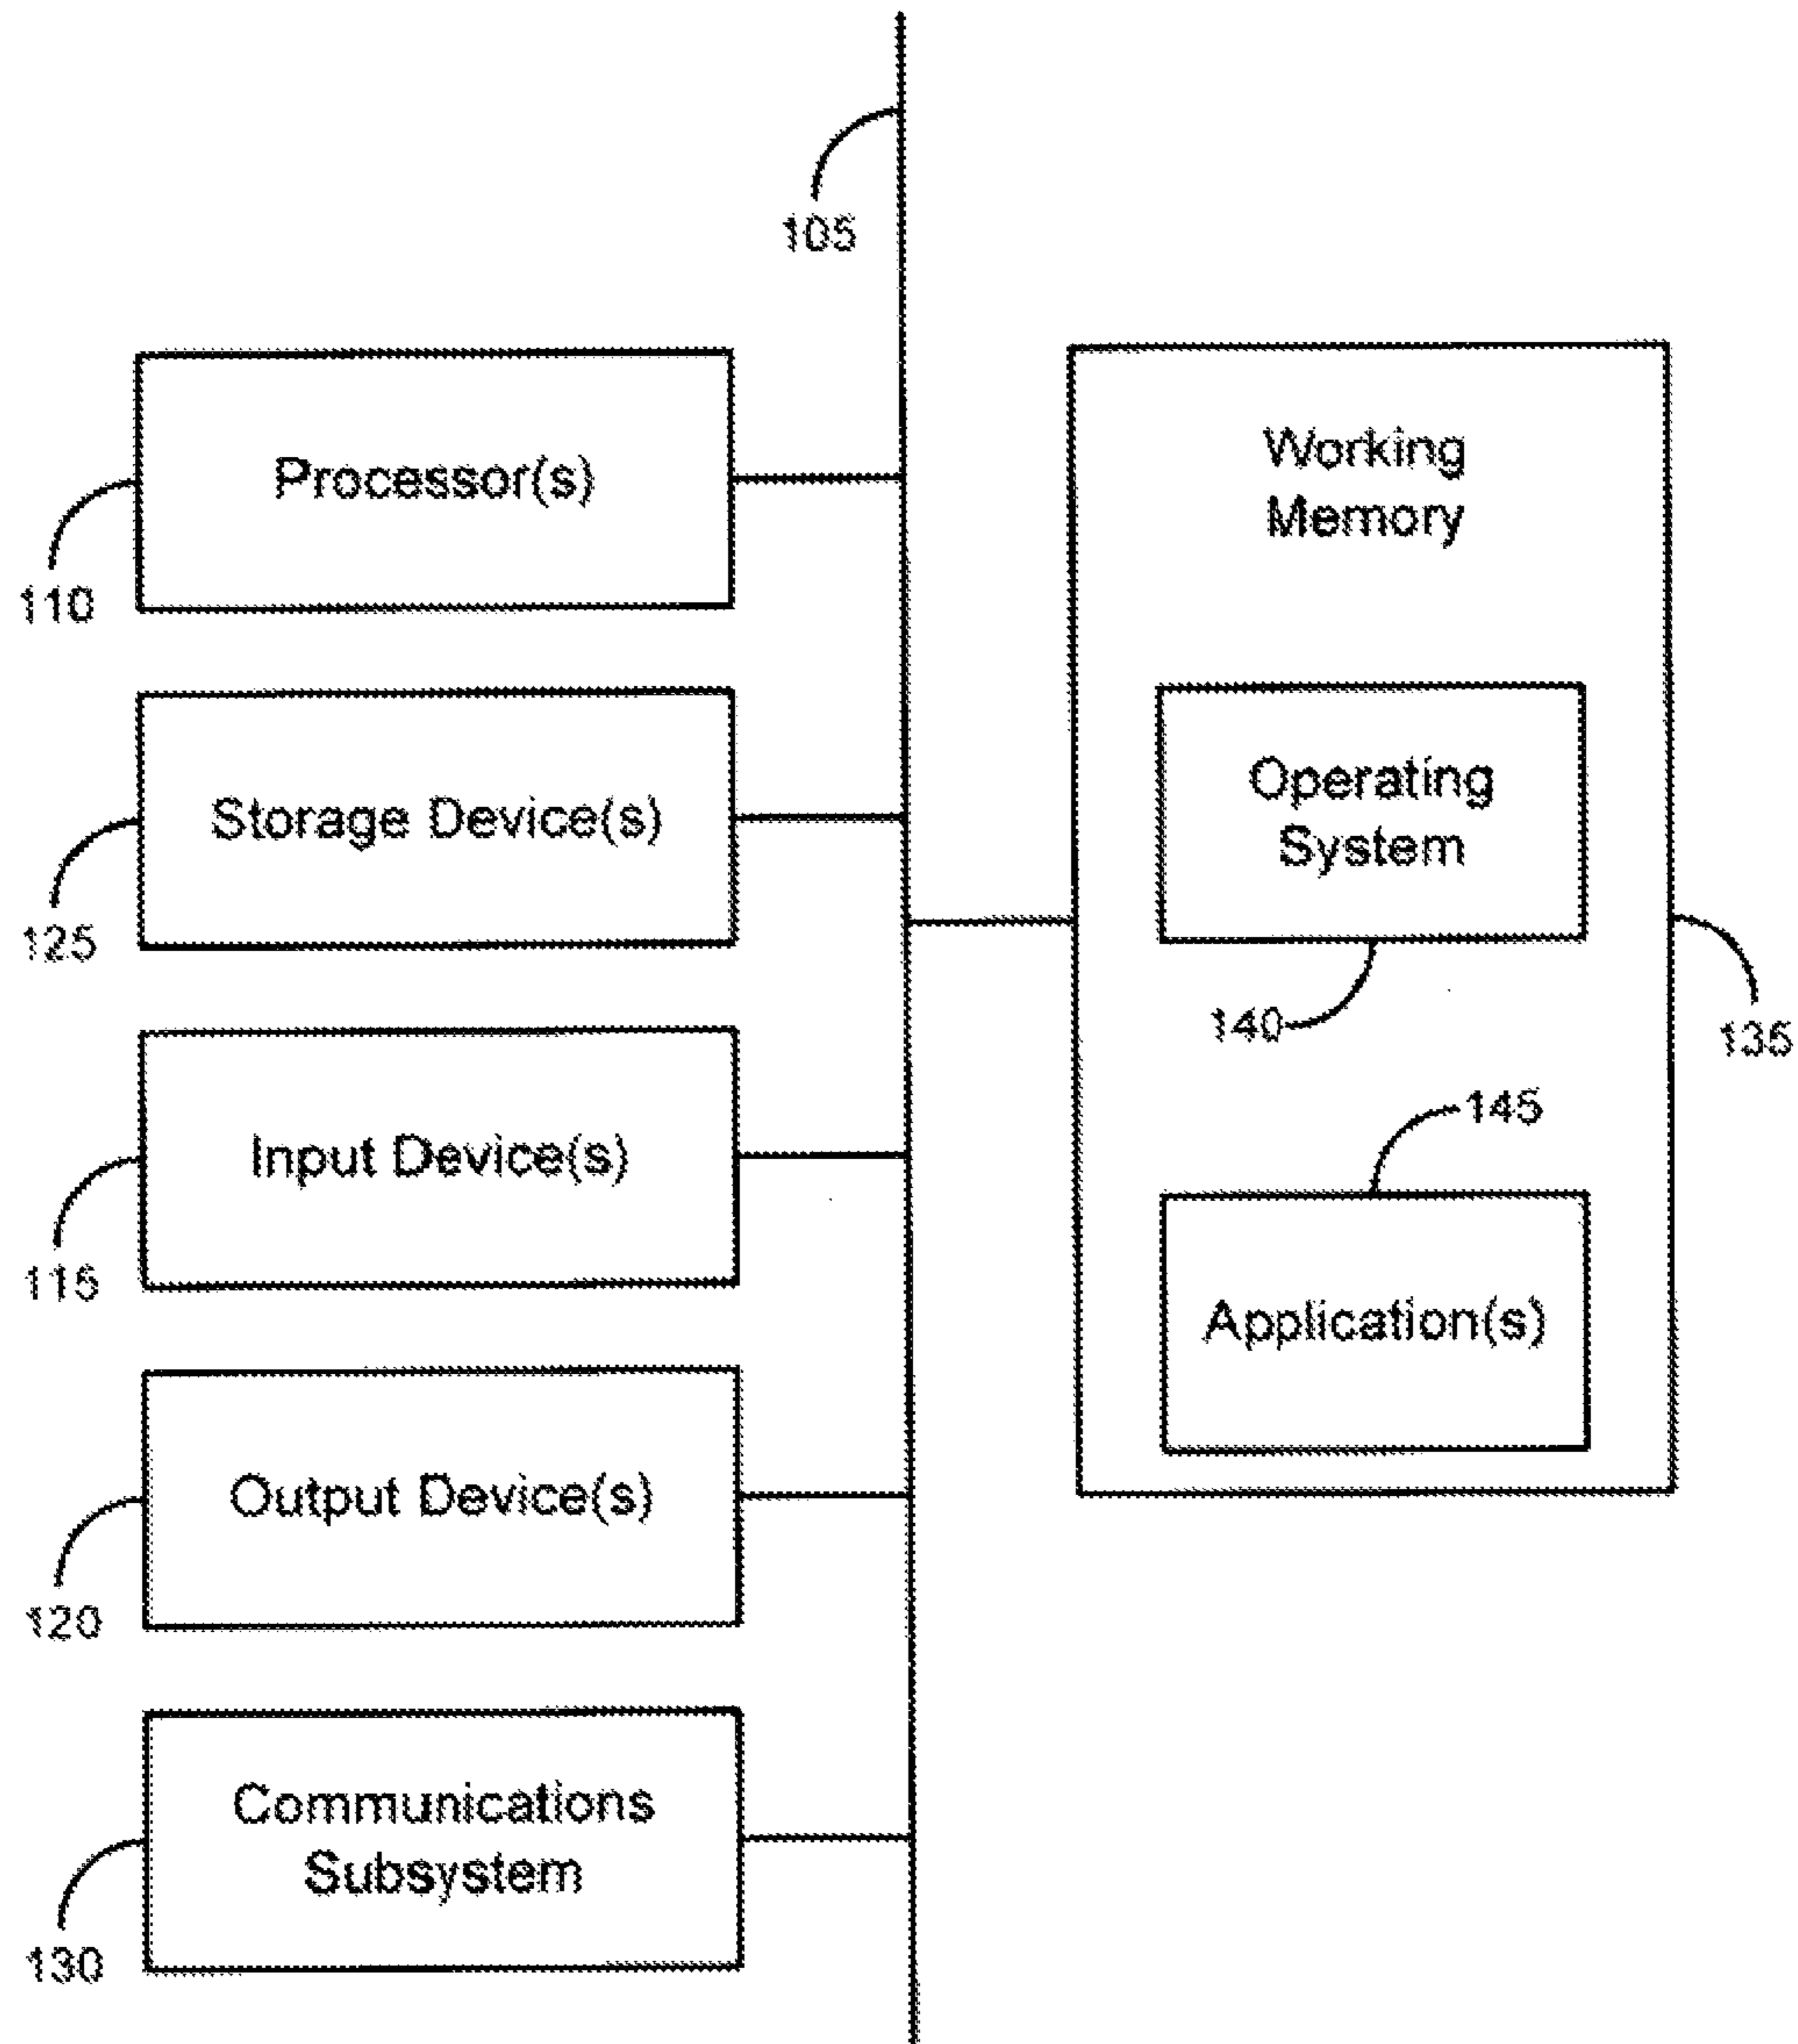 105
Processor(s)
110
Storage Device(s)
125
Input Device(s)
115
Output Device(s)
120
Communications
Subsystem
130
Working
Memory
Operating
System
140
135
145
Application(s)